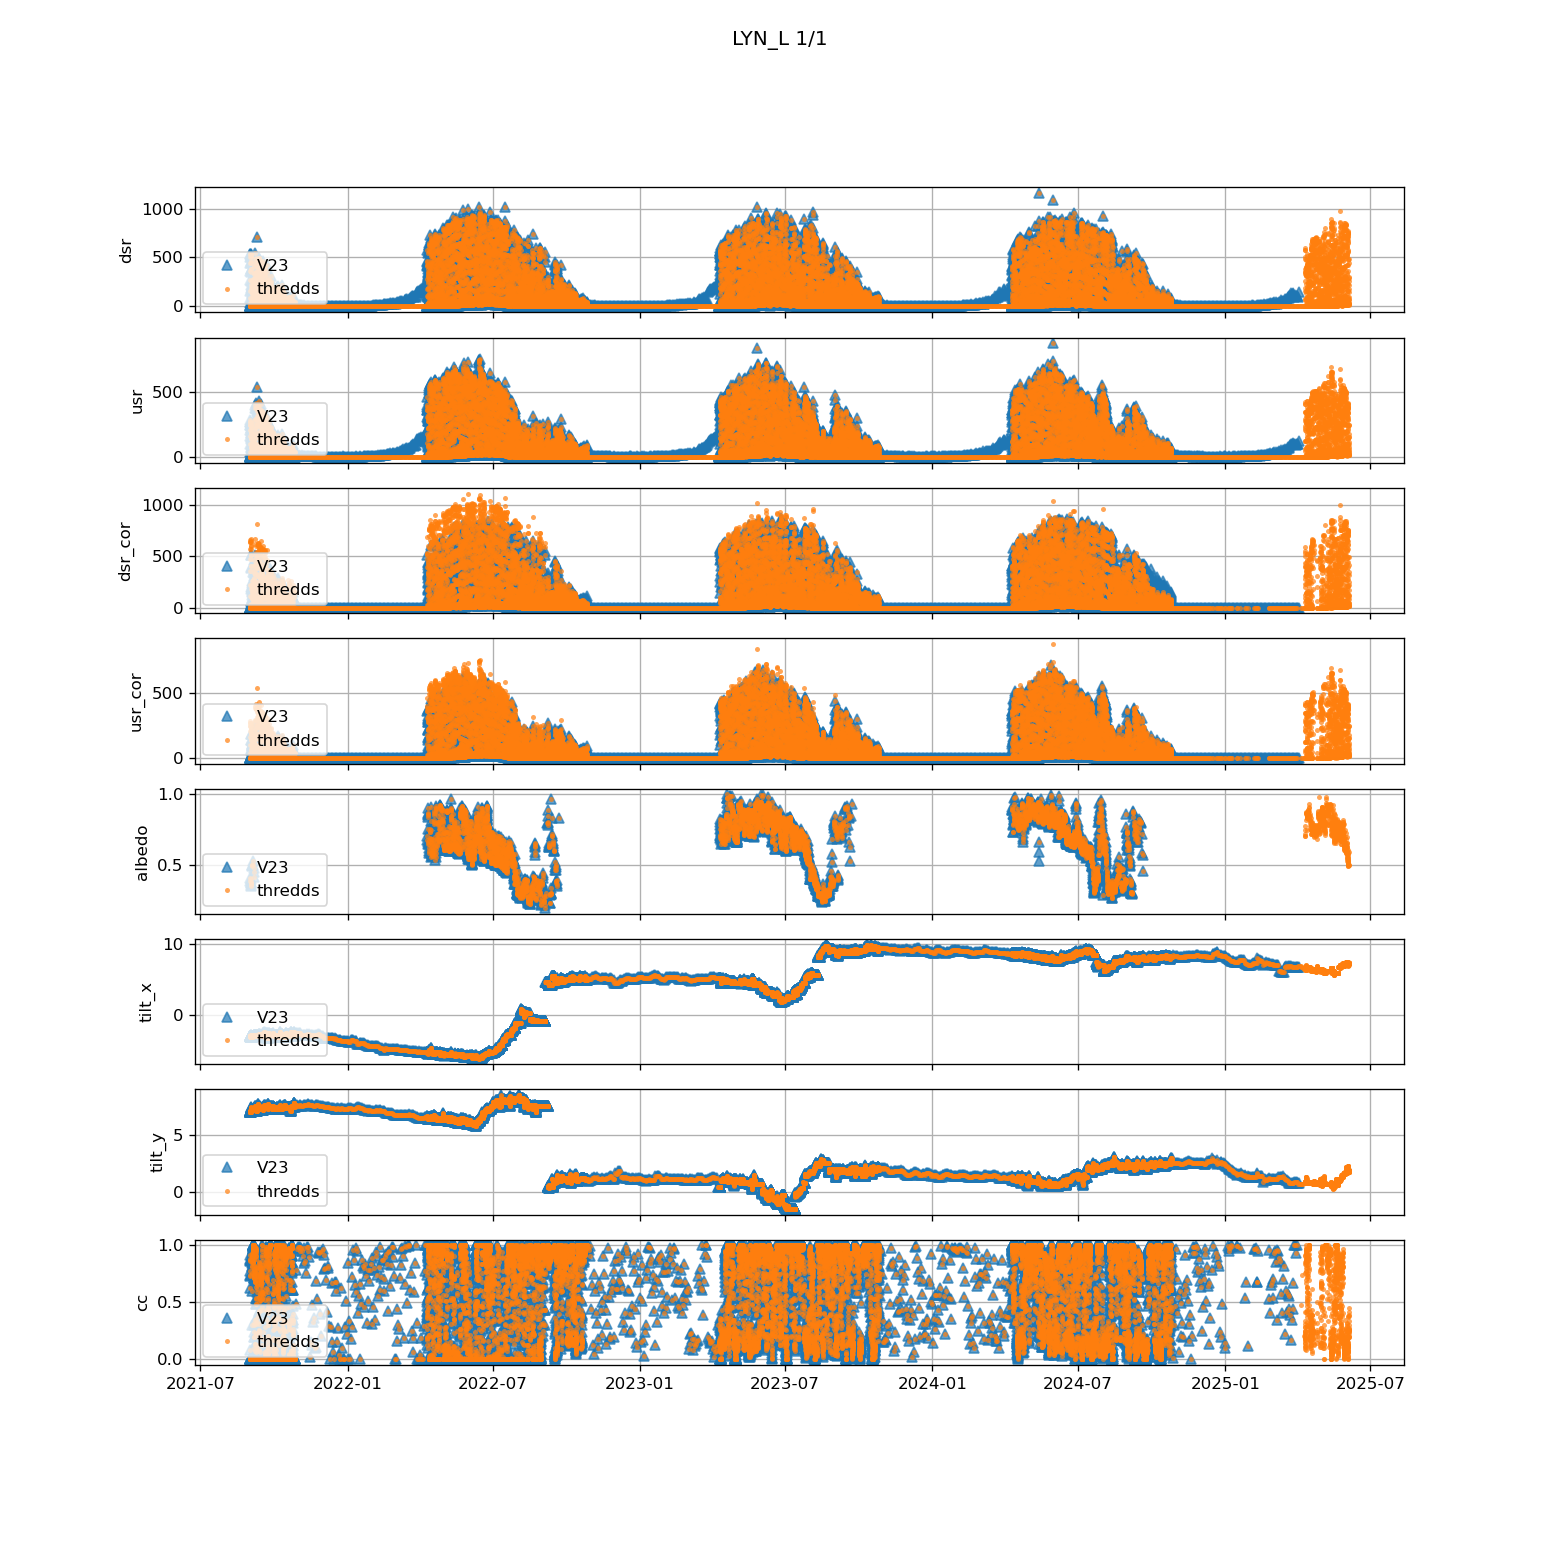 LYN_L 1/1
1000
500
0
dsr
V23
thredds
500
0
usr
V23
thredds
1000
500
0
dsr_cor
V23
thredds
500
0
usr_cor
V23
thredds
1.0
0.5
albedo
V23
thredds
10
0
tilt_x
V23
thredds
5
0
tilt_y
V23
thredds
1.0
0.5
0.0
cc
V23
thredds
2021-07 2022-01 2022-07 2023-01 2023-07 2024-01 2024-07 2025-01 2025-07